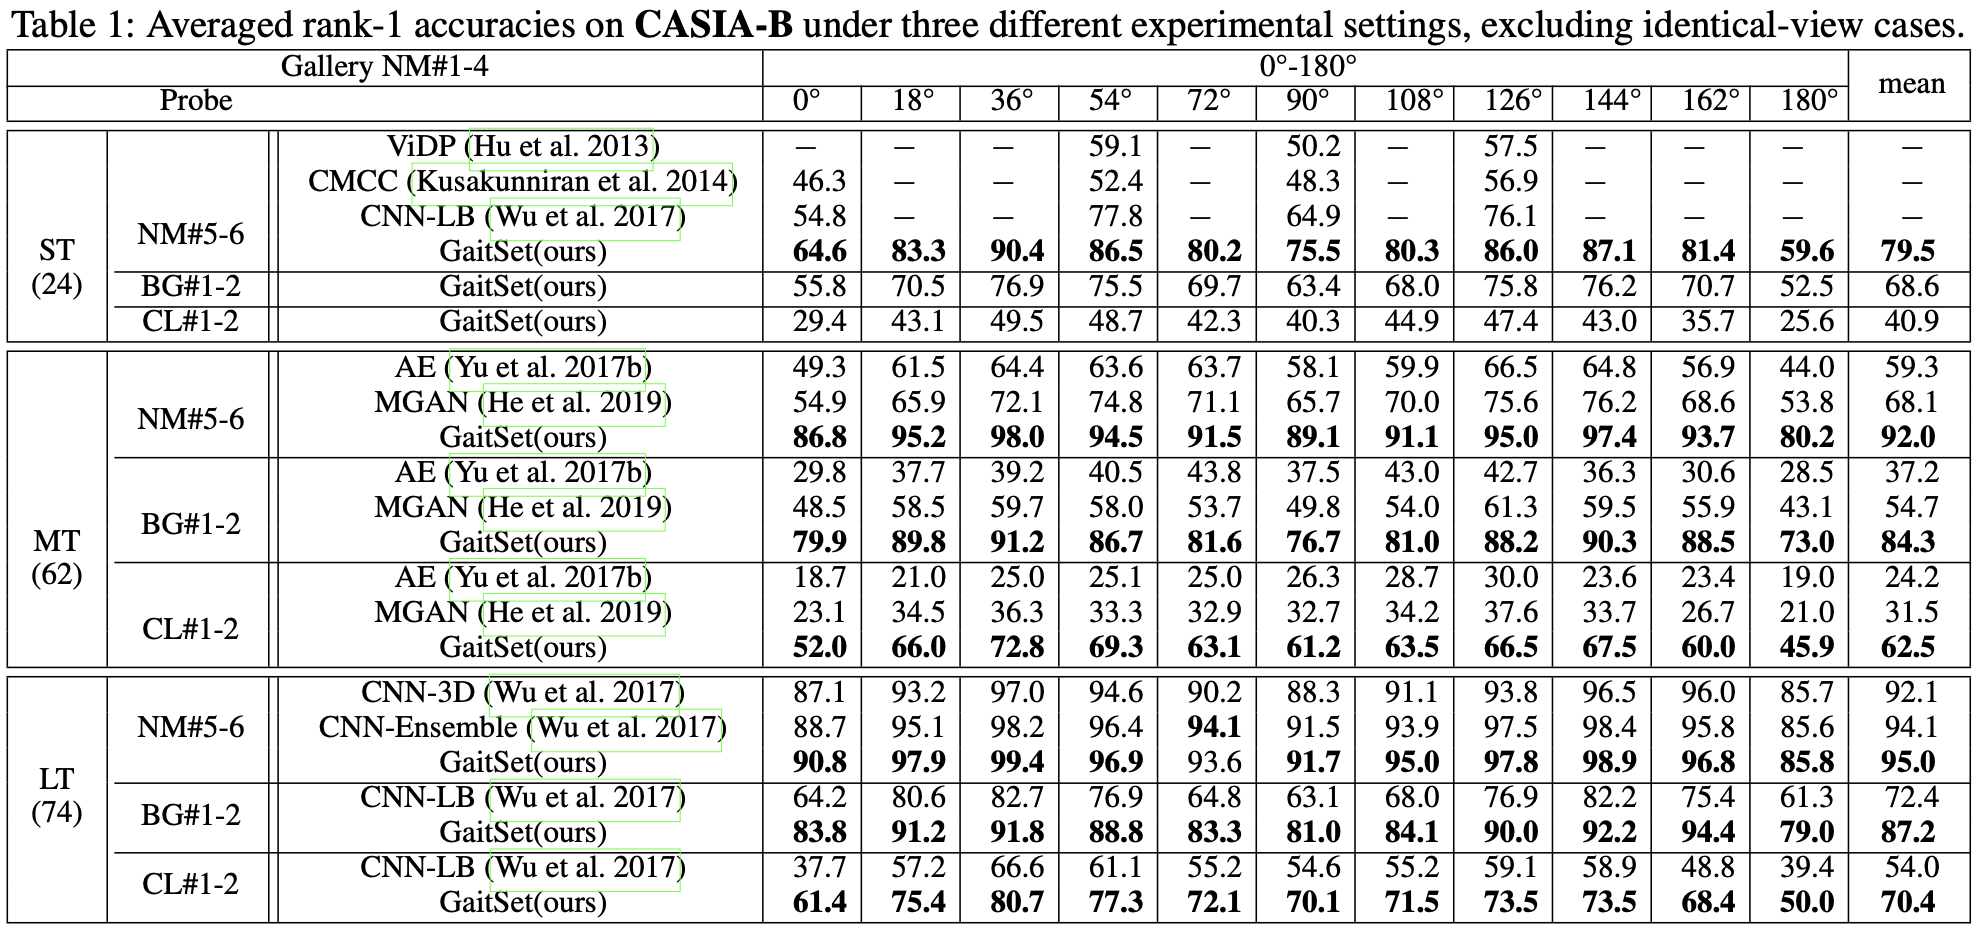 Table 1: Averaged rank-1 accuracies on CASIA-B under three different experimental settings, excluding identical-view cases.
Gallery NM#1-4 0°-180° mean
Probe 0° 18° 36° 54° 72° 90° 108° 126° 144° 162° 180°
ST (24) NM#5-6 ViDP (Hu et al. 2013) – – – 59.1 – 50.2 – 57.5 – – – –
CMCC (Kusakunniran et al. 2014) 46.3 – – 52.4 – 48.3 – 56.9 – – – –
CNN-LB (Wu et al. 2017) 54.8 – – 77.8 – 64.9 – 76.1 – – – –
GaitSet(ours) 64.6 83.3 90.4 86.5 80.2 75.5 80.3 86.0 87.1 81.4 59.6 79.5
BG#1-2 GaitSet(ours) 55.8 70.5 76.9 75.5 69.7 63.4 68.0 75.8 76.2 70.7 52.5 68.6
CL#1-2 GaitSet(ours) 29.4 43.1 49.5 48.7 42.3 40.3 44.9 47.4 43.0 35.7 25.6 40.9
MT (62) NM#5-6 AE (Yu et al. 2017b) 49.3 61.5 64.4 63.6 63.7 58.1 59.9 66.5 64.8 56.9 44.0 59.3
MGAN (He et al. 2019) 54.9 65.9 72.1 74.8 71.1 65.7 70.0 75.6 76.2 68.6 53.8 68.1
GaitSet(ours) 86.8 95.2 98.0 94.5 91.5 89.1 91.1 95.0 97.4 93.7 80.2 92.0
BG#1-2 AE (Yu et al. 2017b) 29.8 37.7 39.2 40.5 43.8 37.5 43.0 42.7 36.3 30.6 28.5 37.2
MGAN (He et al. 2019) 48.5 58.5 59.7 58.0 53.7 49.8 54.0 61.3 59.5 55.9 43.1 54.7
GaitSet(ours) 79.9 89.8 91.2 86.7 81.6 76.7 81.0 88.2 90.3 88.5 73.0 84.3
CL#1-2 AE (Yu et al. 2017b) 18.7 21.0 25.0 25.1 25.0 26.3 28.7 30.0 23.6 23.4 19.0 24.2
MGAN (He et al. 2019) 23.1 34.5 36.3 33.3 32.9 32.7 34.2 37.6 33.7 26.7 21.0 31.5
GaitSet(ours) 52.0 66.0 72.8 69.3 63.1 61.2 63.5 66.5 67.5 60.0 45.9 62.5
LT (74) NM#5-6 CNN-3D (Wu et al. 2017) 87.1 93.2 97.0 94.6 90.2 88.3 91.1 93.8 96.5 96.0 85.7 92.1
CNN-Ensemble (Wu et al. 2017) 88.7 95.1 98.2 96.4 94.1 91.5 93.9 97.5 98.4 95.8 85.6 94.1
GaitSet(ours) 90.8 97.9 99.4 96.9 93.6 91.7 95.0 97.8 98.9 96.8 85.8 95.0
BG#1-2 CNN-LB (Wu et al. 2017) 64.2 80.6 82.7 76.9 64.8 63.1 68.0 76.9 82.2 75.4 61.3 72.4
GaitSet(ours) 83.8 91.2 91.8 88.8 83.3 81.0 84.1 90.0 92.2 94.4 79.0 87.2
CL#1-2 CNN-LB (Wu et al. 2017) 37.7 57.2 66.6 61.1 55.2 54.6 55.2 59.1 58.9 48.8 39.4 54.0
GaitSet(ours) 61.4 75.4 80.7 77.3 72.1 70.1 71.5 73.5 73.5 68.4 50.0 70.4